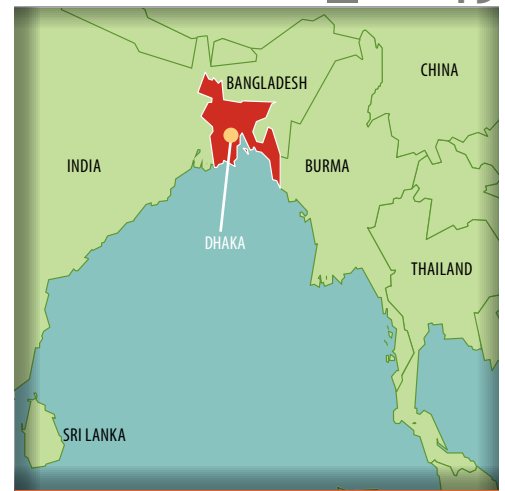 CHINA
BANGLADESH
INDIA
BURMA
DHAKA
THAILAND
SRI LANKA